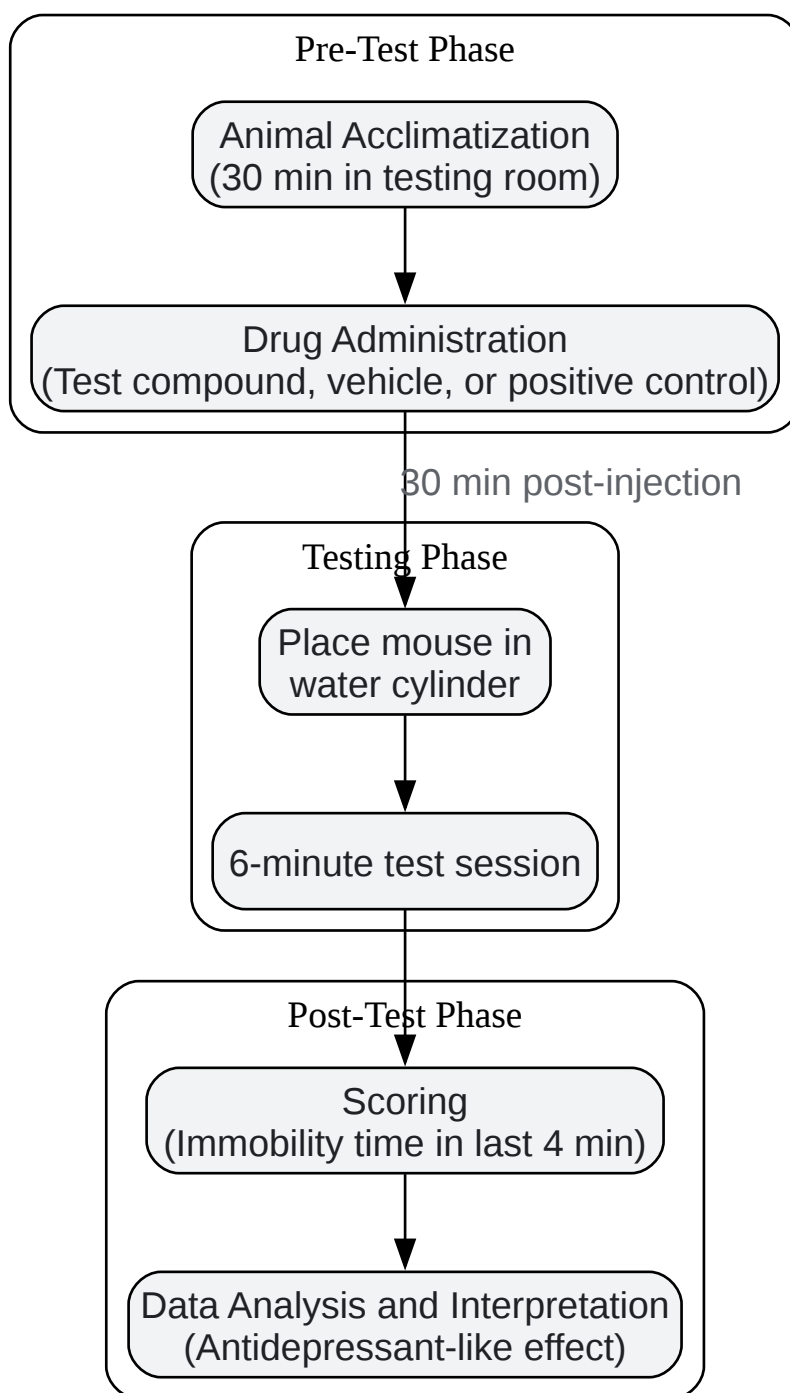 Pre-Test Phase
Animal Acclimatization
(30 min in testing room)
Drug Administration
(Test compound, vehicle, or positive control)
30 min post-injection
Testing Phase
Place mouse in
water cylinder
6-minute test session
Post-Test Phase
Scoring
(Immobility time in last 4 min)
Data Analysis and Interpretation
(Antidepressant-like effect)